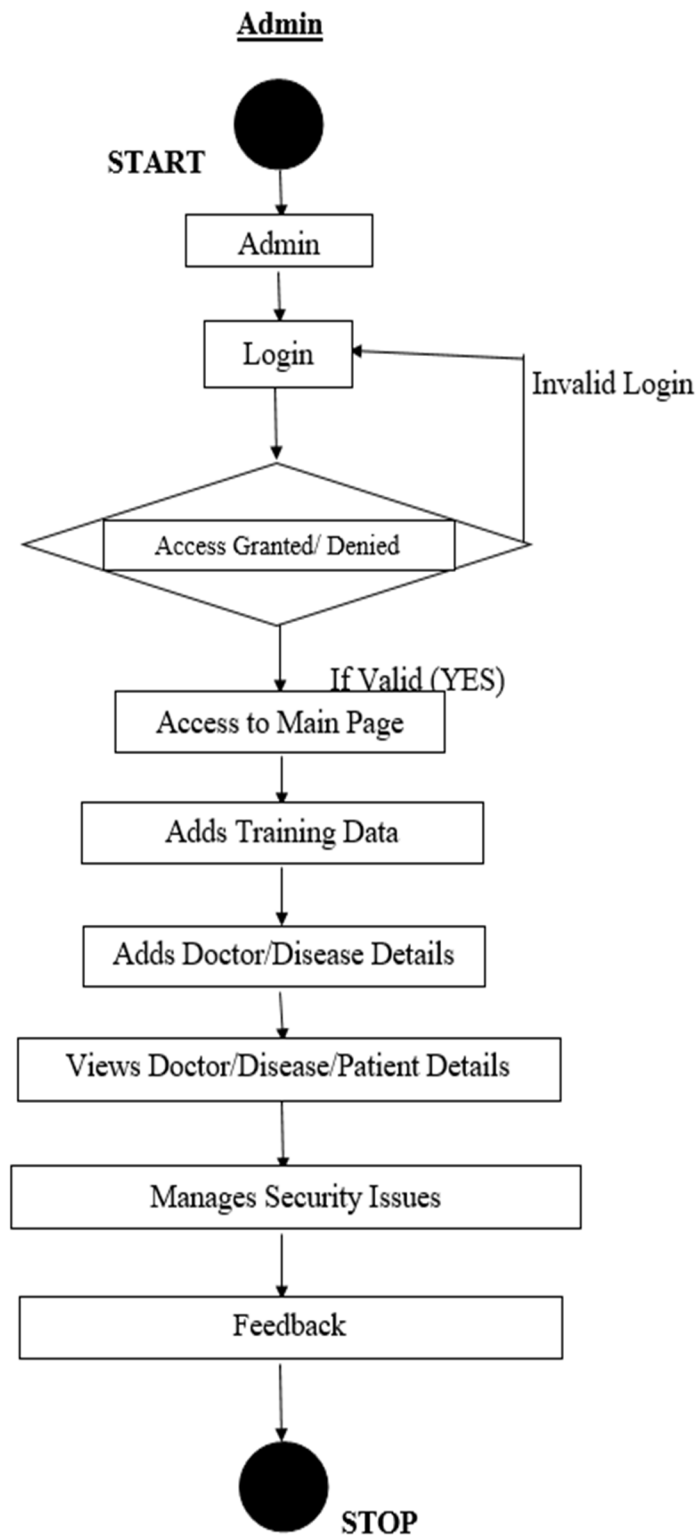 Admin
START
Admin
Login
Invalid Login
Access Granted/ Denied
If Valid (YES)
Access to Main Page
Adds Training Data
Adds Doctor/Disease Details
Views Doctor/Disease/Patient Details
Manages Security Issues
Feedback
STOP